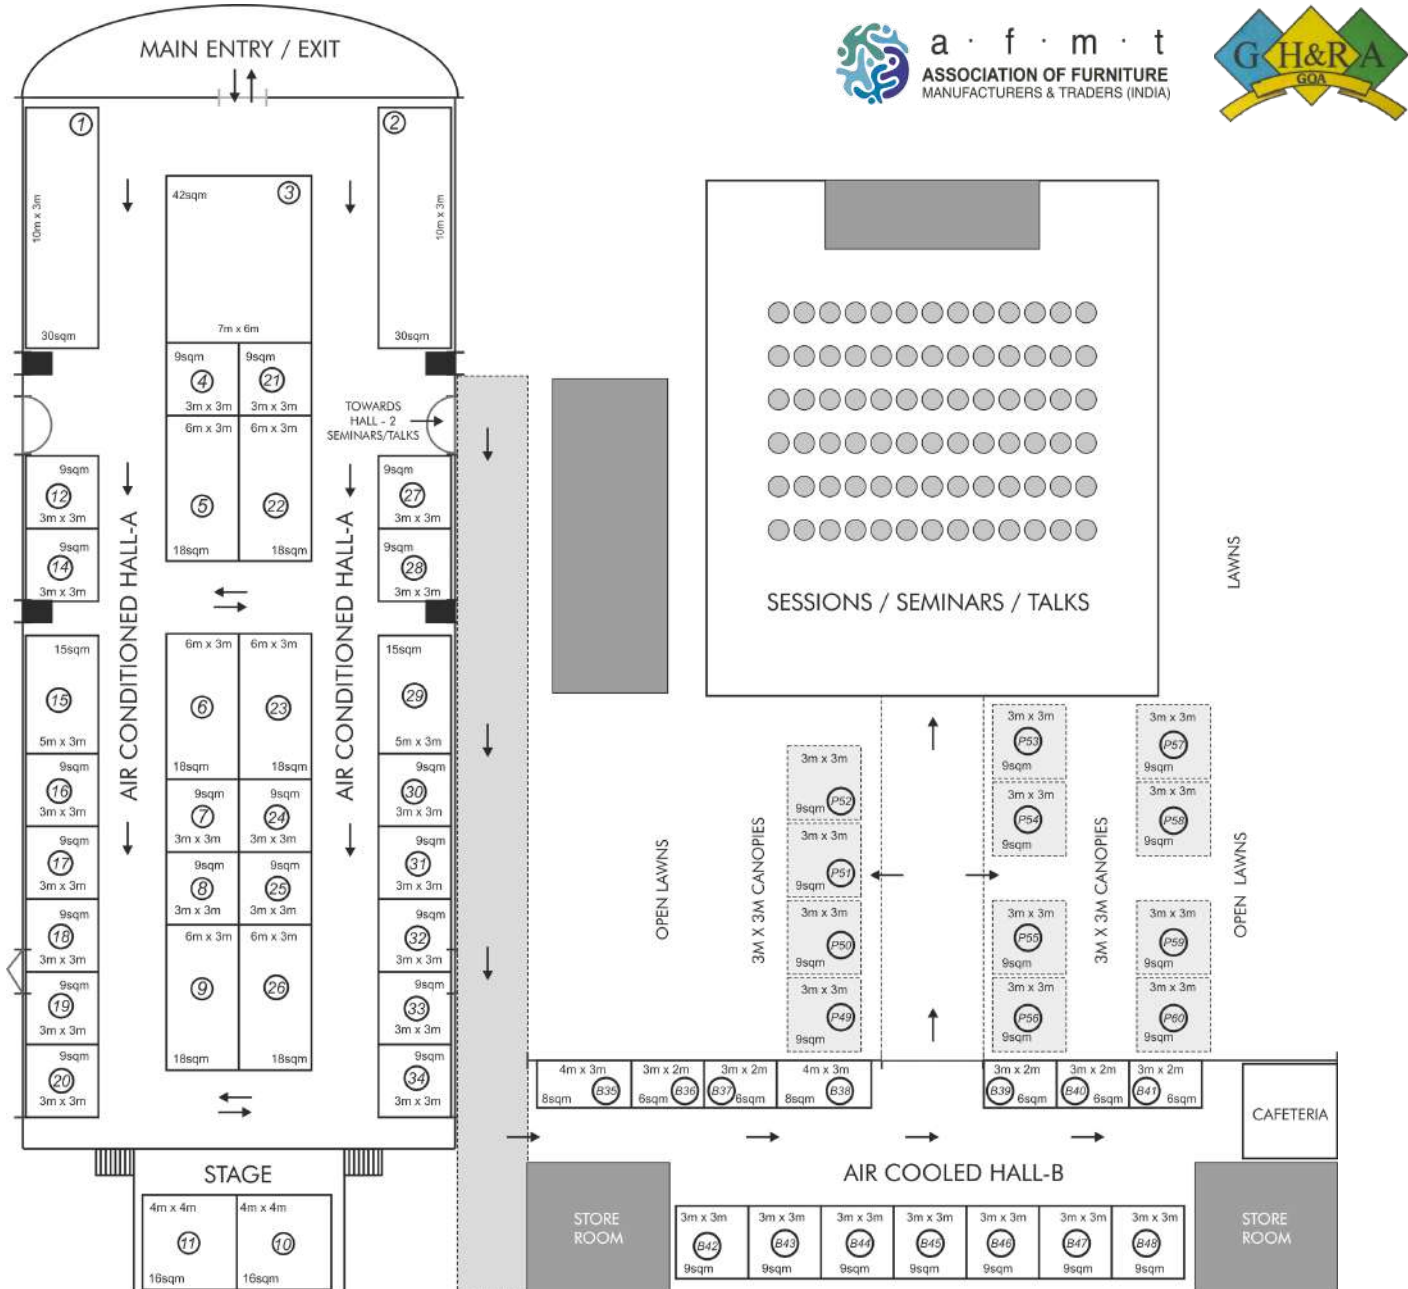 MAIN ENTRY / EXIT
a · f · m · t
ASSOCIATION OF FURNITURE
MANUFACTURERS & TRADERS (INDIA)
G H&R A
GOA
1
10m x 3m
30sqm
2
10m x 3m
30sqm
42sqm
3
7m x 6m
9sqm
4
3m x 3m
9sqm
21
3m x 3m
6m x 3m
5
18sqm
6m x 3m
22
18sqm
TOWARDS
HALL - 2
SEMINARS/TALKS
9sqm
12
3m x 3m
9sqm
14
3m x 3m
9sqm
27
3m x 3m
9sqm
28
3m x 3m
AIR CONDITIONED HALL-A
AIR CONDITIONED HALL-A
15sqm
15
5m x 3m
9sqm
16
3m x 3m
9sqm
17
3m x 3m
9sqm
18
3m x 3m
9sqm
19
3m x 3m
9sqm
20
3m x 3m
6m x 3m
6
18sqm
6m x 3m
23
18sqm
9sqm
7
3m x 3m
9sqm
24
3m x 3m
9sqm
8
3m x 3m
9sqm
25
3m x 3m
6m x 3m
9
18sqm
6m x 3m
26
18sqm
15sqm
29
5m x 3m
9sqm
30
3m x 3m
9sqm
31
3m x 3m
9sqm
32
3m x 3m
9sqm
33
3m x 3m
9sqm
34
3m x 3m
STAGE
4m x 4m
11
16sqm
4m x 4m
10
16sqm
SESSIONS / SEMINARS / TALKS
LAWNS
OPEN LAWNS
3M X 3M CANOPIES
3m x 3m
9sqm P52
3m x 3m
P51
9sqm
3m x 3m
P50
9sqm
3m x 3m
P49
9sqm
3m x 3m
P53
9sqm
3m x 3m
P54
9sqm
3m x 3m
P55
9sqm
3m x 3m
P56
9sqm
3M X 3M CANOPIES
3m x 3m
P57
9sqm
3m x 3m
P58
9sqm
3m x 3m
P59
9sqm
3m x 3m
P60
9sqm
OPEN LAWNS
4m x 3m
8sqm B35
3m x 2m
6sqm B36
3m x 2m
B37 6sqm
4m x 3m
8sqm B38
3m x 2m
B39 6sqm
3m x 2m
B40 6sqm
3m x 2m
B41 6sqm
CAFETERIA
AIR COOLED HALL-B
STORE
ROOM
3m x 3m
B42
9sqm
3m x 3m
B43
9sqm
3m x 3m
B44
9sqm
3m x 3m
B45
9sqm
3m x 3m
B46
9sqm
3m x 3m
B47
9sqm
3m x 3m
B48
9sqm
STORE
ROOM